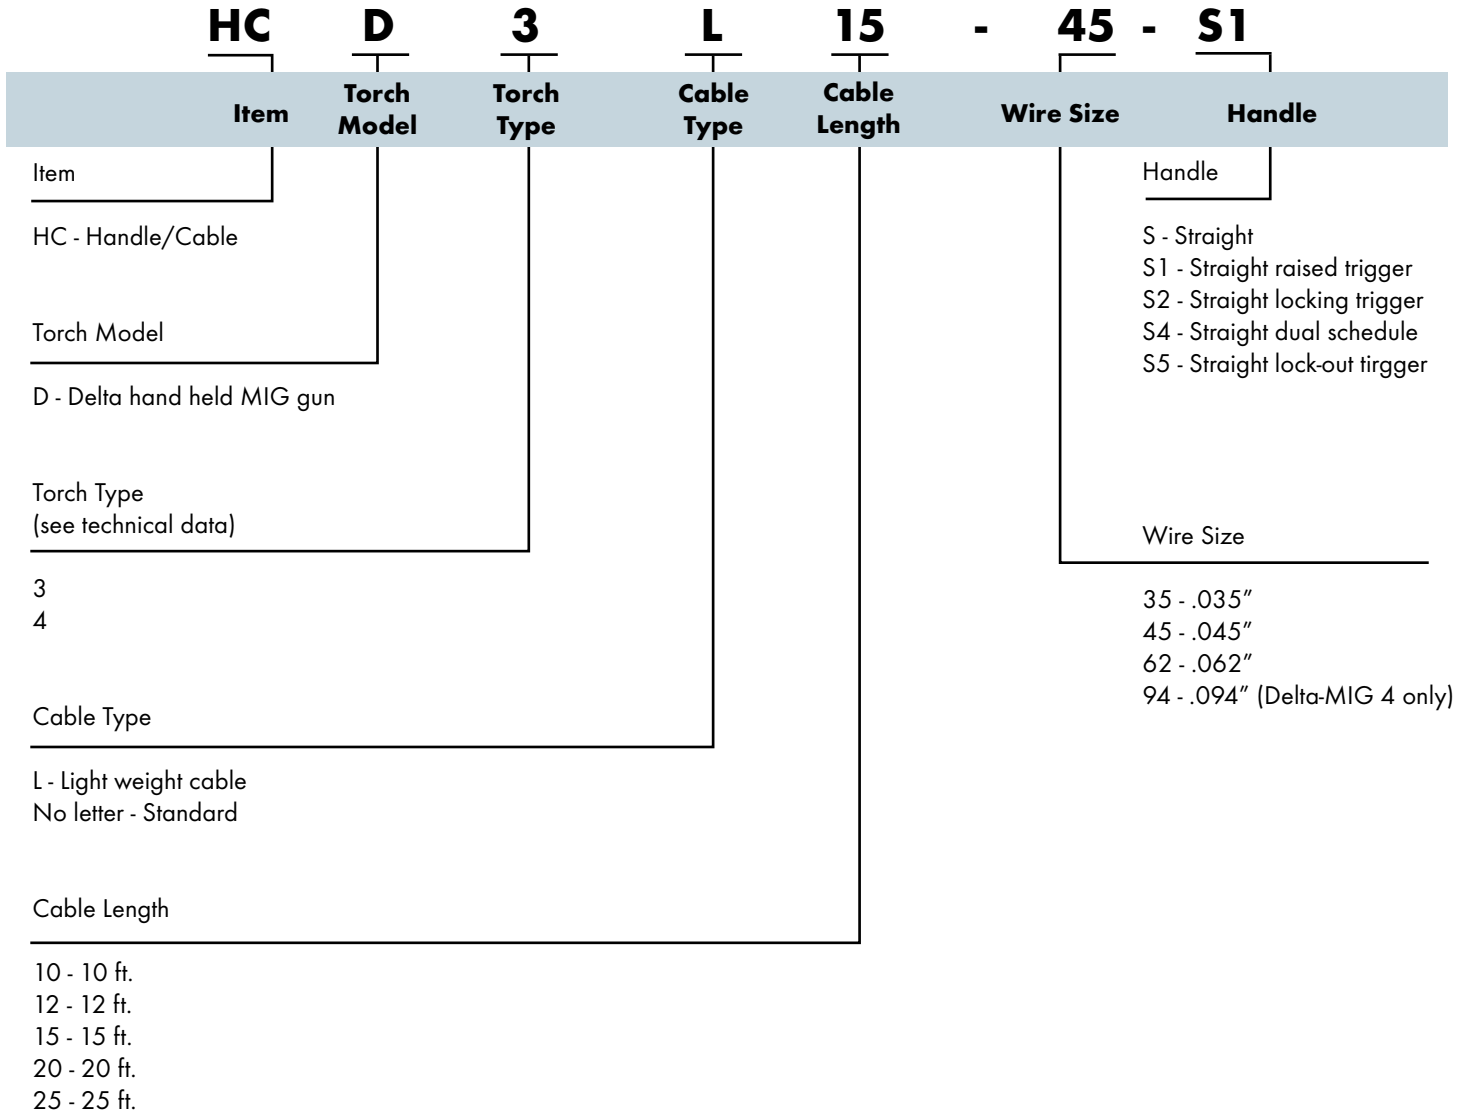 HC D 3 L 15 - 45 - S1
Item Torch Model Torch Type Cable Type Cable Length Wire Size Handle
Item
HC - Handle/Cable
Torch Model
D - Delta hand held MIG gun
Torch Type
(see technical data)
3
4
Cable Type
L - Light weight cable
No letter - Standard
Cable Length
10 - 10 ft.
12 - 12 ft.
15 - 15 ft.
20 - 20 ft.
25 - 25 ft.
Handle
S - Straight
S1 - Straight raised trigger
S2 - Straight locking trigger
S4 - Straight dual schedule
S5 - Straight lock-out tirgger
Wire Size
35 - .035”
45 - .045”
62 - .062”
94 - .094” (Delta-MIG 4 only)